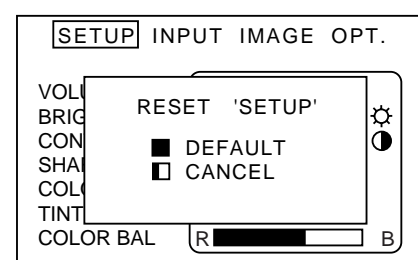 SETUP INPUT IMAGE OPT.
VOLU
BRIG
CON
SHA
COL
TINT
COLOR BAL R B
RESET 'SETUP'
DEFAULT
CANCEL